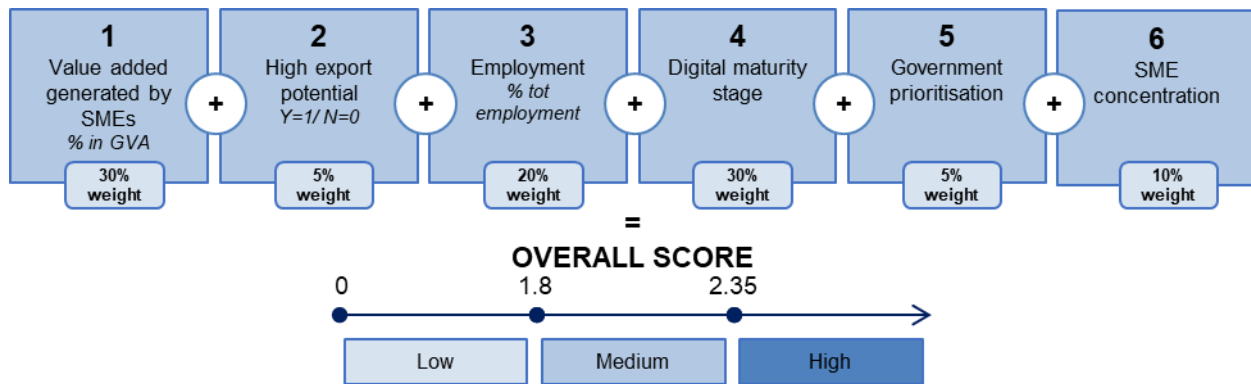 1
Value added
generated by
SMEs
% in GVA
30%
weight
+
2
High export
potential
Y=1/ N=0
5%
weight
+
3
Employment
% tot
employment
20%
weight
+
4
Digital maturity
stage
30%
weight
+
5
Government
prioritisation
5%
weight
+
6
SME
concentration
10%
weight
=
OVERALL SCORE
0 1.8 2.35
Low Medium High